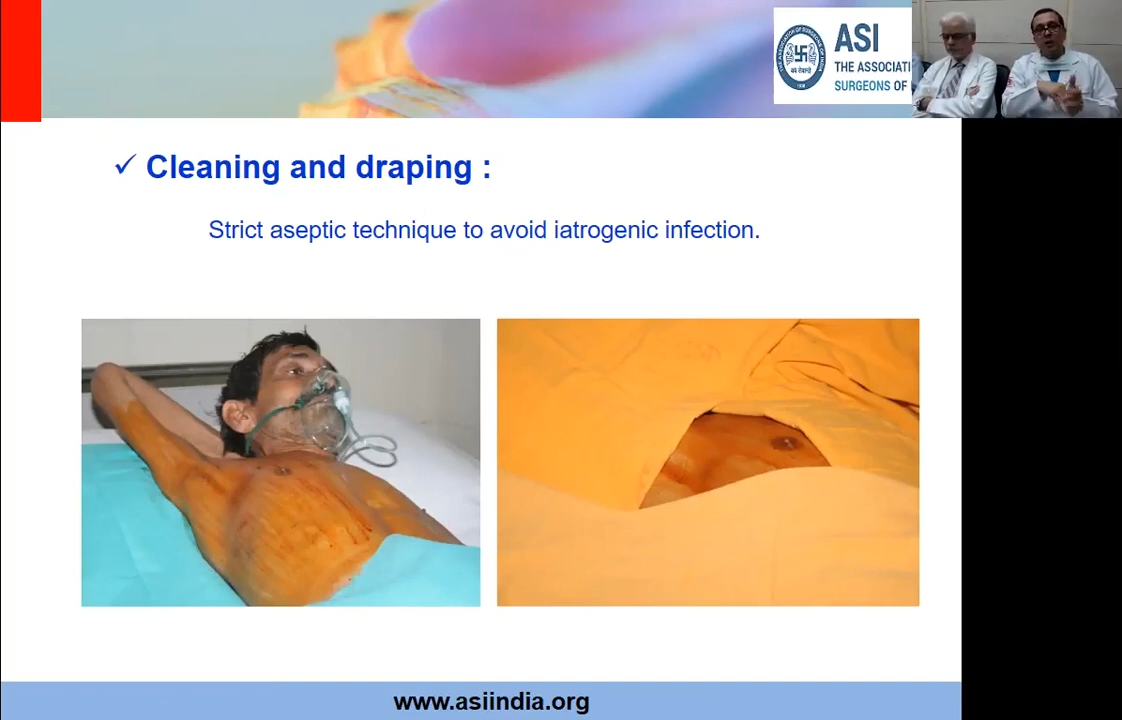 ASI
THE ASSOCIATI
SURGEONS OF
✓ Cleaning and draping :
Strict aseptic technique to avoid iatrogenic infection.
www.asiindia.org